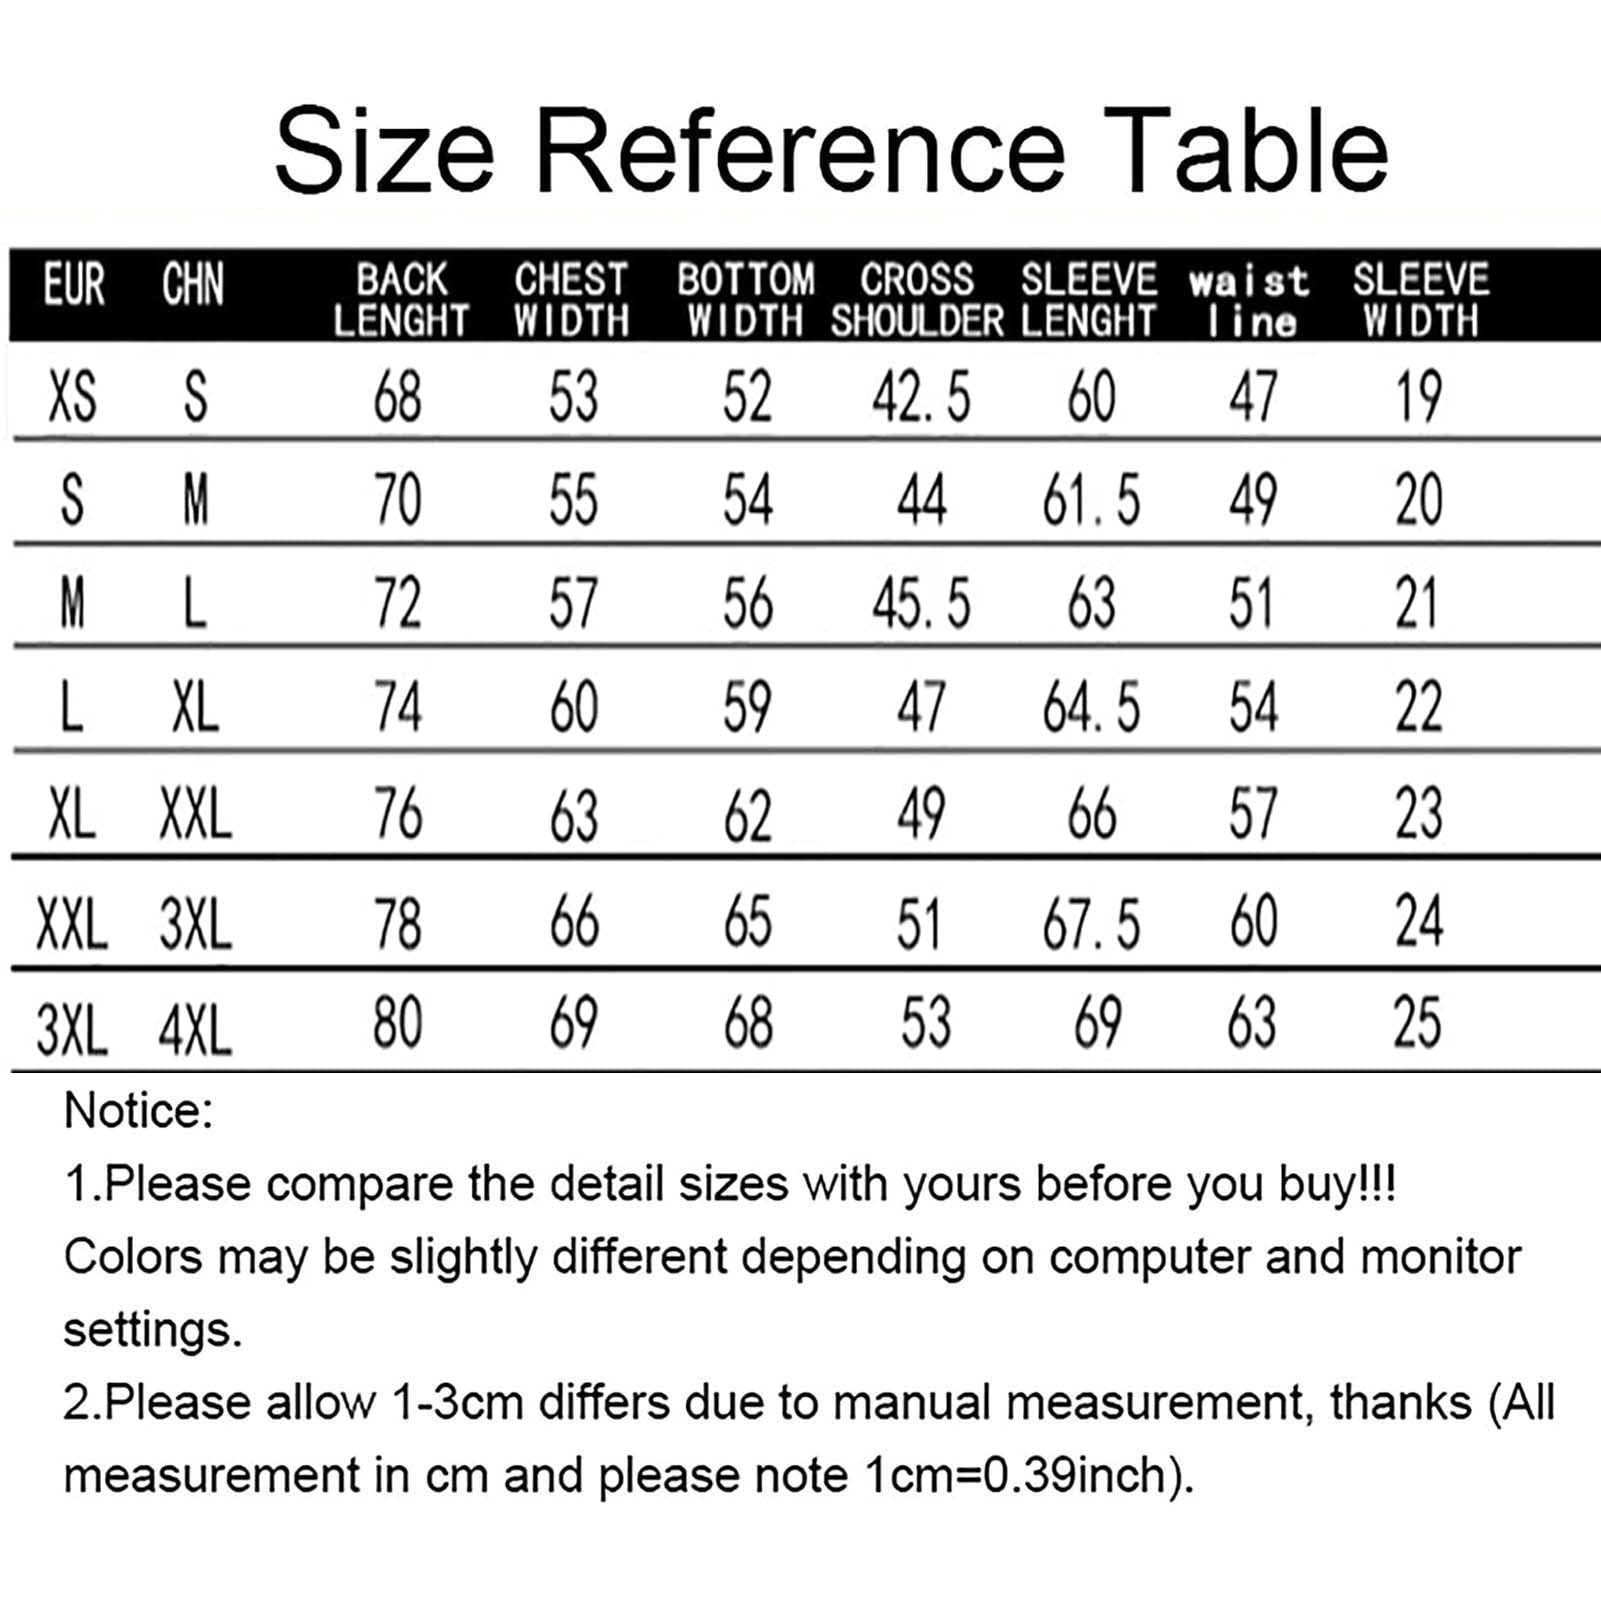 Size Reference Table
EUR CHN BACK LENGHT CHEST WIDTH BOTTOM WIDTH CROSS SHOULDER SLEEVE LENGHT waist line SLEEVE WIDTH
XS S 68 53 52 42.5 60 47 19
S M 70 55 54 44 61.5 49 20
M L 72 57 56 45.5 63 51 21
L XL 74 60 59 47 64.5 54 22
XL XXL 76 63 62 49 66 57 23
XXL 3XL 78 66 65 51 67.5 60 24
3XL 4XL 80 69 68 53 69 63 25
Notice:
1.Please compare the detail sizes with yours before you buy!!!
Colors may be slightly different depending on computer and monitor
settings.
2.Please allow 1-3cm differs due to manual measurement, thanks (All
measurement in cm and please note 1cm=0.39inch).